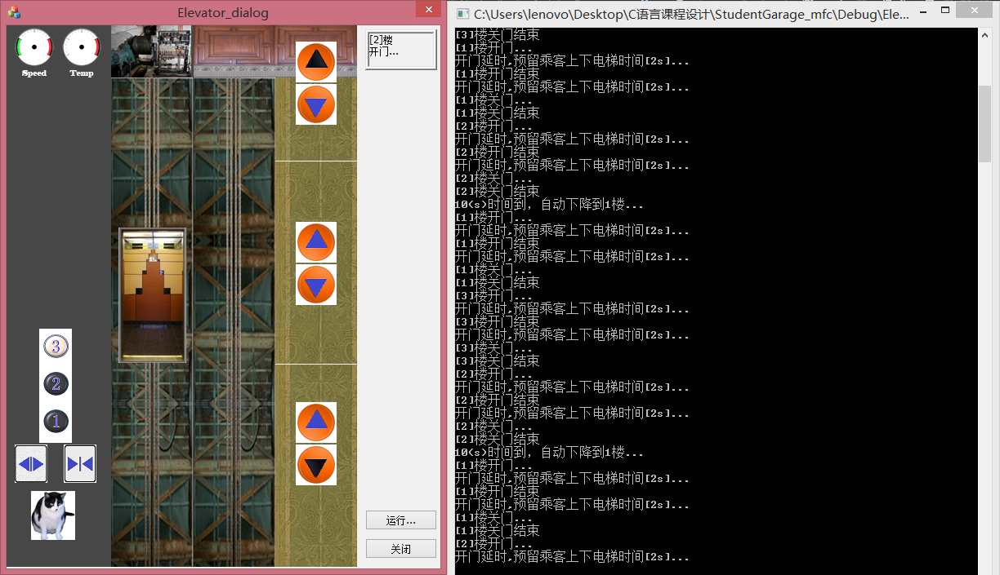 Elevator_dialog
Speed
Temp
[2]楼
开门...
3
2
1
运行...
关闭
C:\Users\lenovo\Desktop\C语言课程设计\StudentGarage_mfc\Debug\Ele...
[3]楼关门结束
[1]楼开门...
开门延时,预留乘客上下电梯时间[2s]...
[1]楼开门结束
开门延时,预留乘客上下电梯时间[2s]...
[1]楼关门...
[1]楼关门结束
[2]楼开门...
开门延时,预留乘客上下电梯时间[2s]...
[2]楼开门结束
开门延时,预留乘客上下电梯时间[2s]...
[2]楼关门...
[2]楼关门结束
10(s)时间到, 自动下降到1楼...
[1]楼开门...
开门延时,预留乘客上下电梯时间[2s]...
[1]楼开门结束
开门延时,预留乘客上下电梯时间[2s]...
[1]楼关门...
[1]楼关门结束
[3]楼开门...
开门延时,预留乘客上下电梯时间[2s]...
[3]楼开门结束
开门延时,预留乘客上下电梯时间[2s]...
[3]楼关门...
[3]楼关门结束
[2]楼开门...
开门延时,预留乘客上下电梯时间[2s]...
[2]楼开门结束
开门延时,预留乘客上下电梯时间[2s]...
[2]楼关门...
[2]楼关门结束
10(s)时间到, 自动下降到1楼...
[1]楼开门...
开门延时,预留乘客上下电梯时间[2s]...
[1]楼开门结束
开门延时,预留乘客上下电梯时间[2s]...
[1]楼关门...
[1]楼关门结束
[2]楼开门...
开门延时,预留乘客上下电梯时间[2s]...